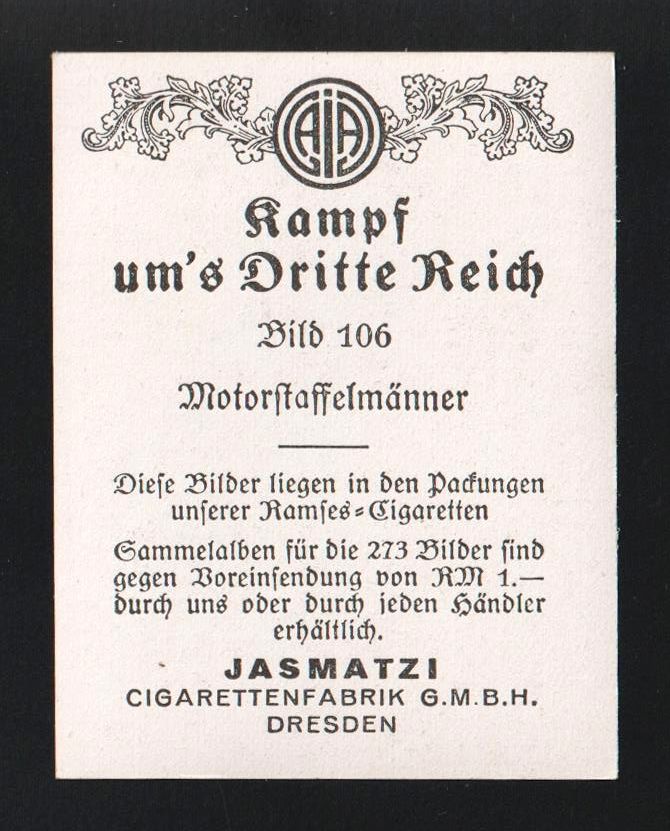 Kampf
um's Dritte Reich
Bild 106
Motorstaffelmänner
Diese Bilder liegen in den Packungen
unserer Ramses-Cigaretten
Sammelalben für die 273 Bilder sind
gegen Voreinsendung von RM 1.—
durch uns oder durch jeden Händler
erhältlich.
JASMATZI
CIGARETTENFABRIK G.M.B.H.
DRESDEN